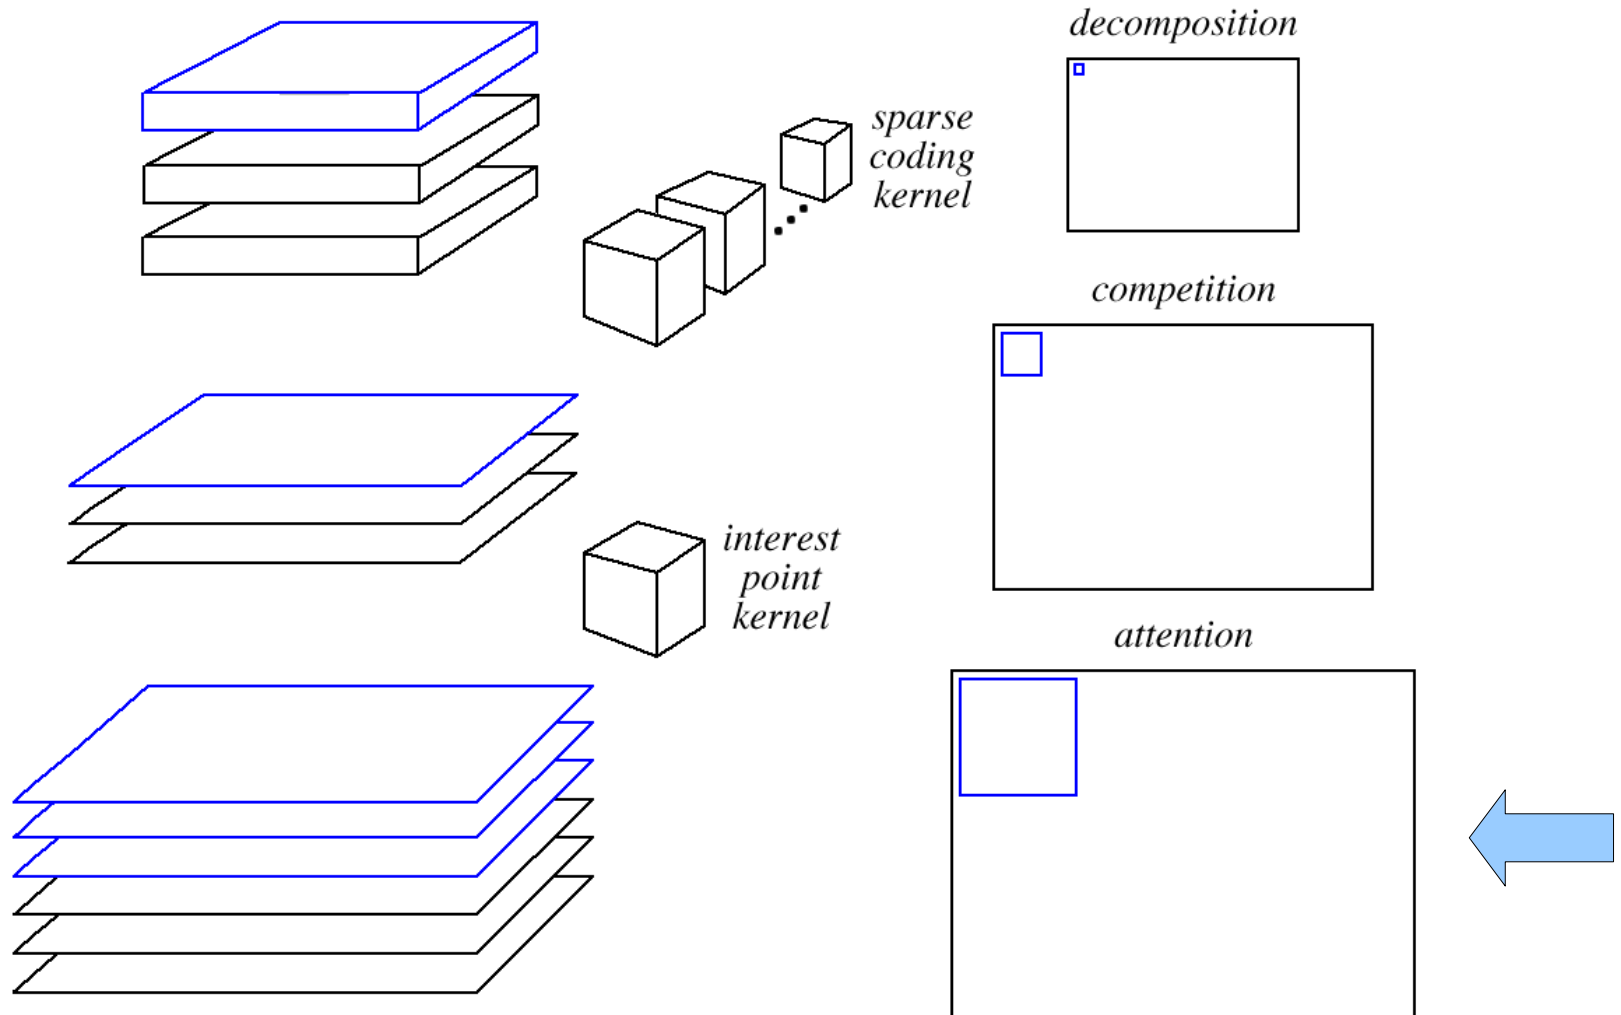 decomposition
sparse
coding
kernel
competition
interest
point
kernel
attention